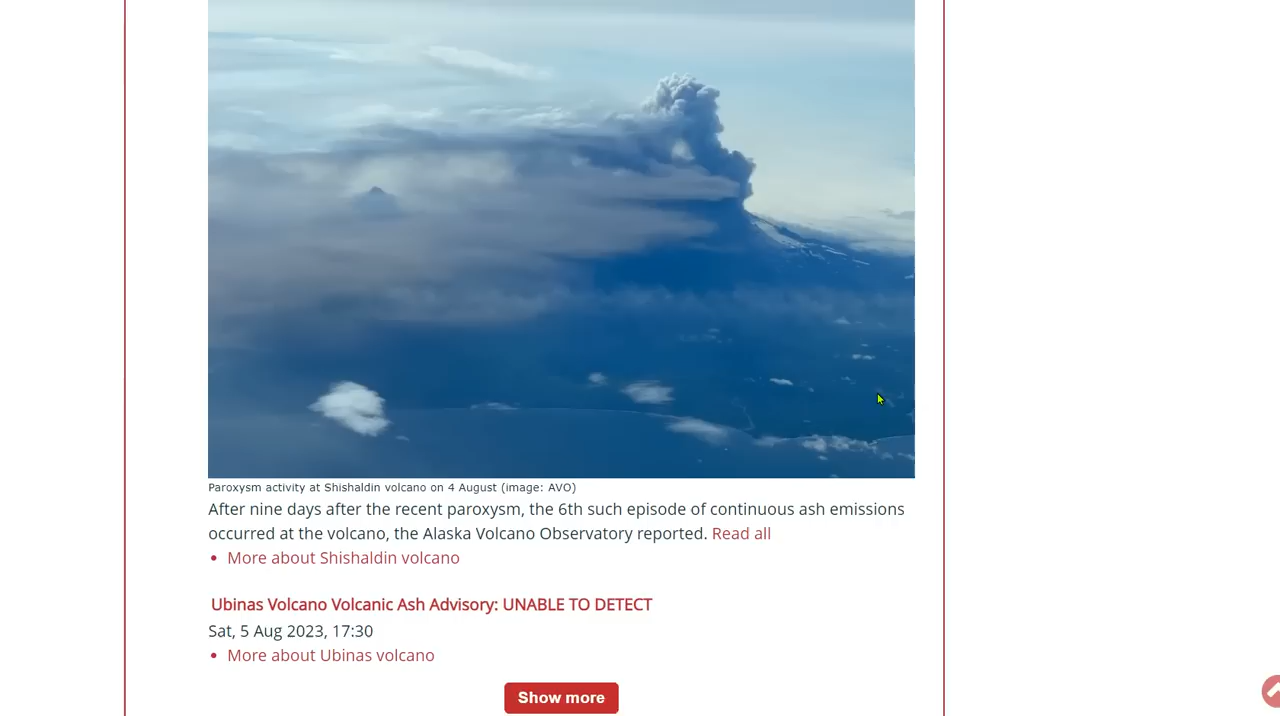 Paroxysm activity at Shishaldin volcano on 4 August (image: AVO)
After nine days after the recent paroxysm, the 6th such episode of continuous ash emissions
occurred at the volcano, the Alaska Volcano Observatory reported. Read all
• More about Shishaldin volcano
Ubinas Volcano Volcanic Ash Advisory: UNABLE TO DETECT
Sat, 5 Aug 2023, 17:30
• More about Ubinas volcano
Show more